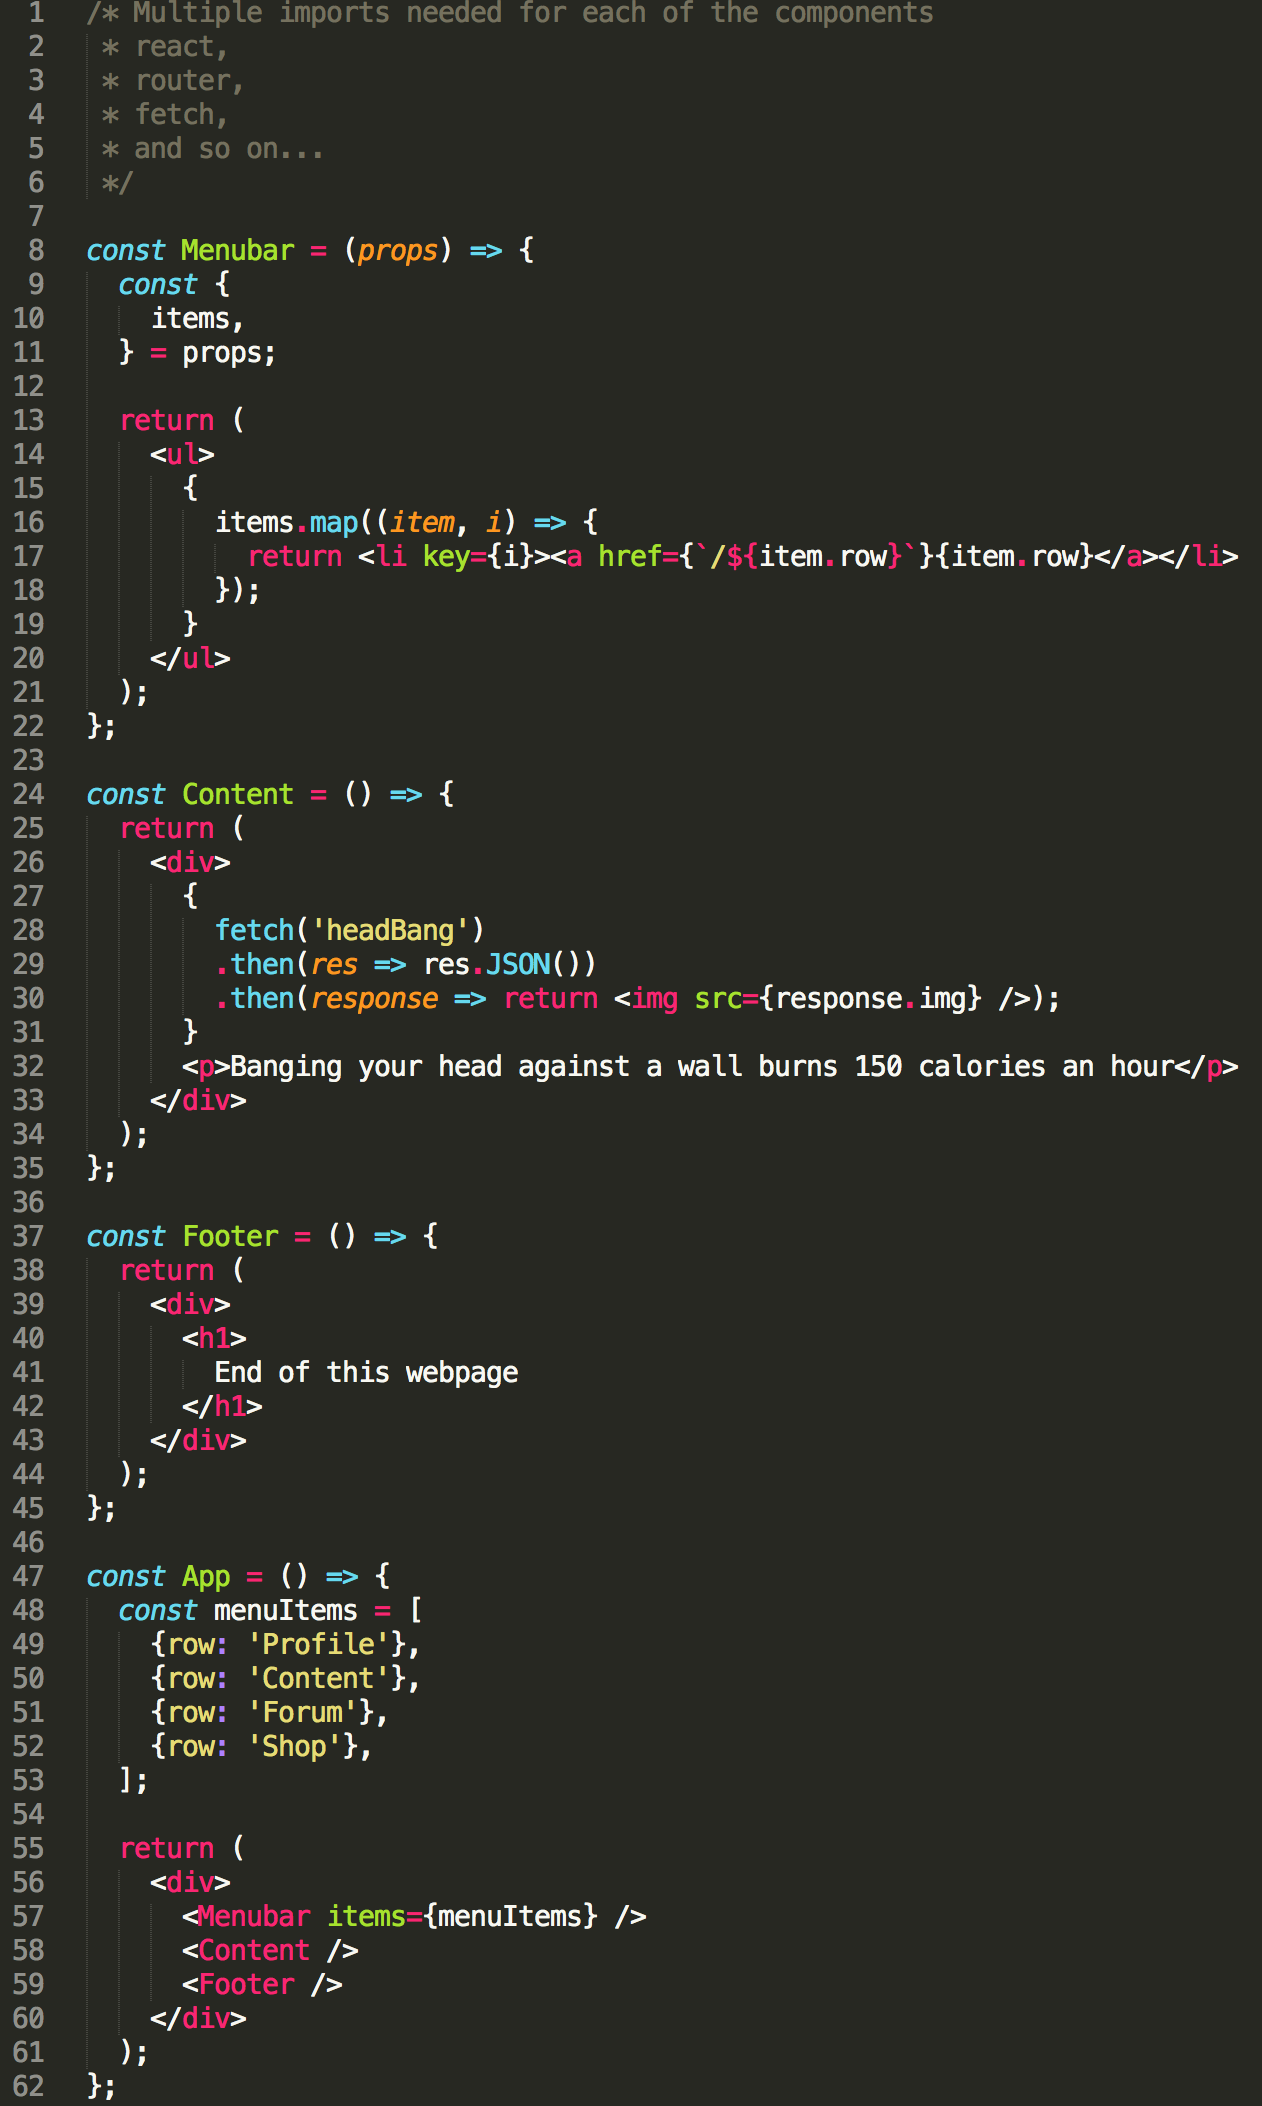 1 /* Multiple imports needed for each of the components
2 * react,
3 * router,
4 * fetch,
5 * and so on...
6 */
7
8 const Menubar = (props) => {
9 const {
10 items,
11 } = props;
12
13 return (
14 <ul>
15 {
16 items.map((item, i) => {
17 return <li key={i}><a href={`/${item.row}`}{item.row}</a></li>
18 });
19 }
20 </ul>
21 );
22 };
23
24 const Content = () => {
25 return (
26 <div>
27 {
28 fetch('headBang')
29 .then(res => res.JSON())
30 .then(response => return <img src={response.img} />);
31 }
32 <p>Banging your head against a wall burns 150 calories an hour</p>
33 </div>
34 );
35 };
36
37 const Footer = () => {
38 return (
39 <div>
40 <h1>
41 End of this webpage
42 </h1>
43 </div>
44 );
45 };
46
47 const App = () => {
48 const menuItems = [
49 {row: 'Profile'},
50 {row: 'Content'},
51 {row: 'Forum'},
52 {row: 'Shop'},
53 ];
54
55 return (
56 <div>
57 <Menubar items={menuItems} />
58 <Content />
59 <Footer />
60 </div>
61 );
62 };